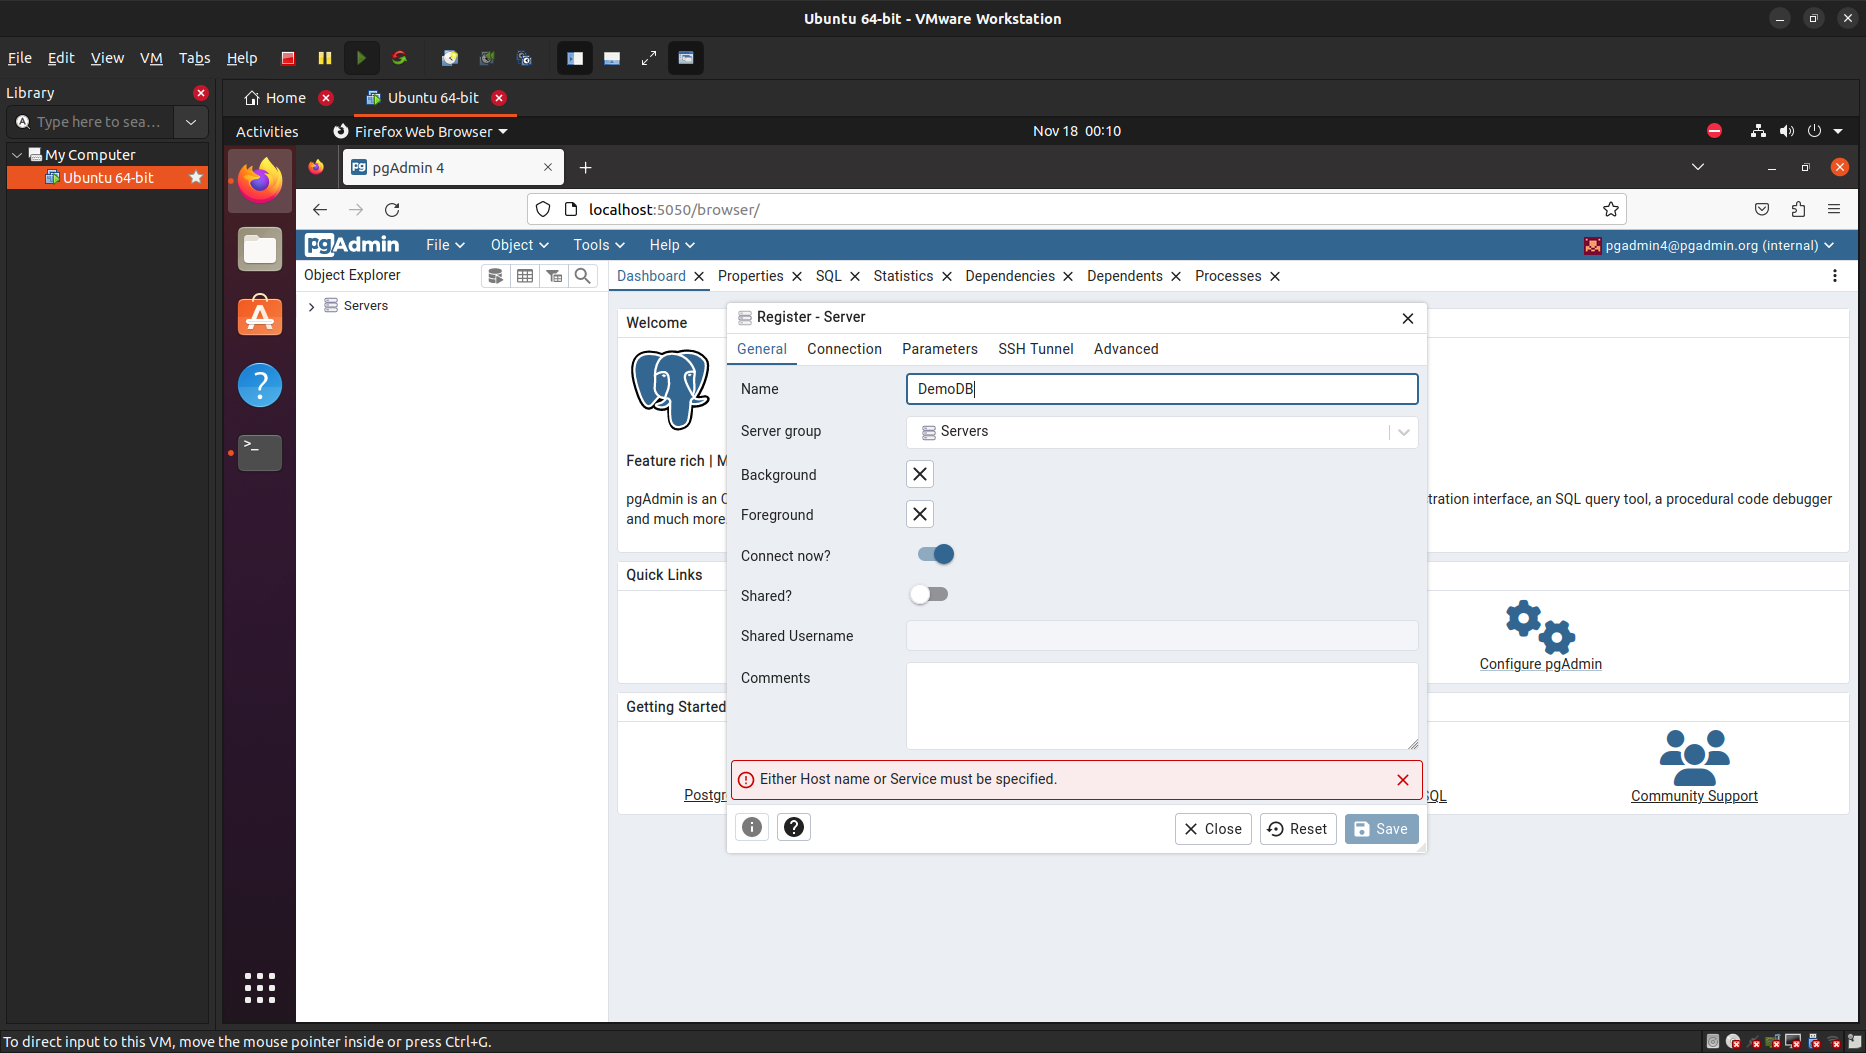 Ubuntu 64-bit - VMware Workstation
File Edit View VM Tabs Help
Library
Type here to sea...
My Computer
Ubuntu 64-bit
Home
Ubuntu 64-bit
Activities
Firefox Web Browser
Nov 18 00:10
pgAdmin 4
localhost:5050/browser/
pgAdmin
File
Object
Tools
Help
pgadmin4@pgadmin.org (internal)
Object Explorer
Servers
Dashboard
Properties
SQL
Statistics
Dependencies
Dependents
Processes
Welcome
Feature rich | M
pgAdmin is an O
and much more.
tration interface, an SQL query tool, a procedural code debugger
Quick Links
Configure pgAdmin
Getting Started
Postgr
SQL
Community Support
Register - Server
General
Connection
Parameters
SSH Tunnel
Advanced
Name
DemoDB
Server group
Servers
Background
Foreground
Connect now?
Shared?
Shared Username
Comments
Either Host name or Service must be specified.
Close
Reset
Save
To direct input to this VM, move the mouse pointer inside or press Ctrl+G.